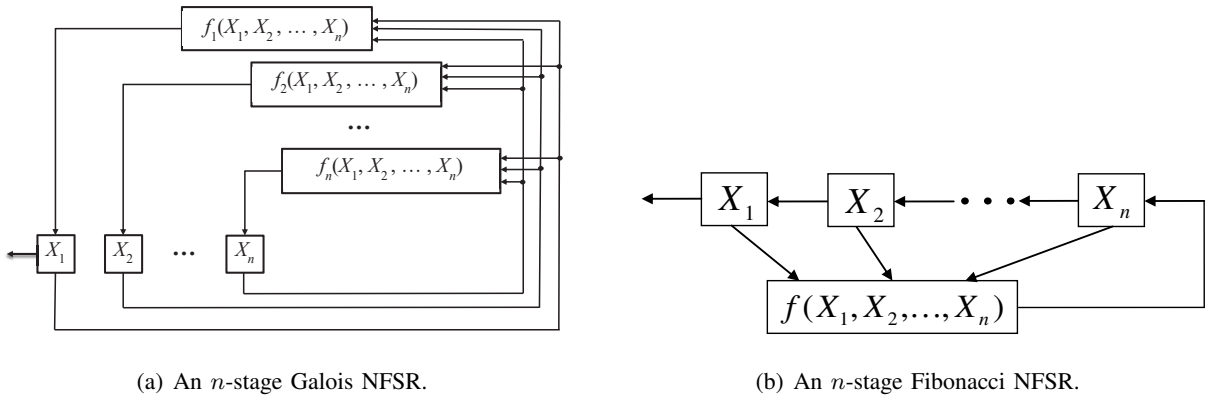 f₁(X₁, X₂, ..., Xₙ)
f₂(X₁, X₂, ..., Xₙ)
...
fₙ(X₁, X₂, ..., Xₙ)
X₁ X₂ ... Xₙ
(a) An n-stage Galois NFSR.
X₁ X₂ ... Xₙ
f(X₁, X₂,..., Xₙ)
(b) An n-stage Fibonacci NFSR.